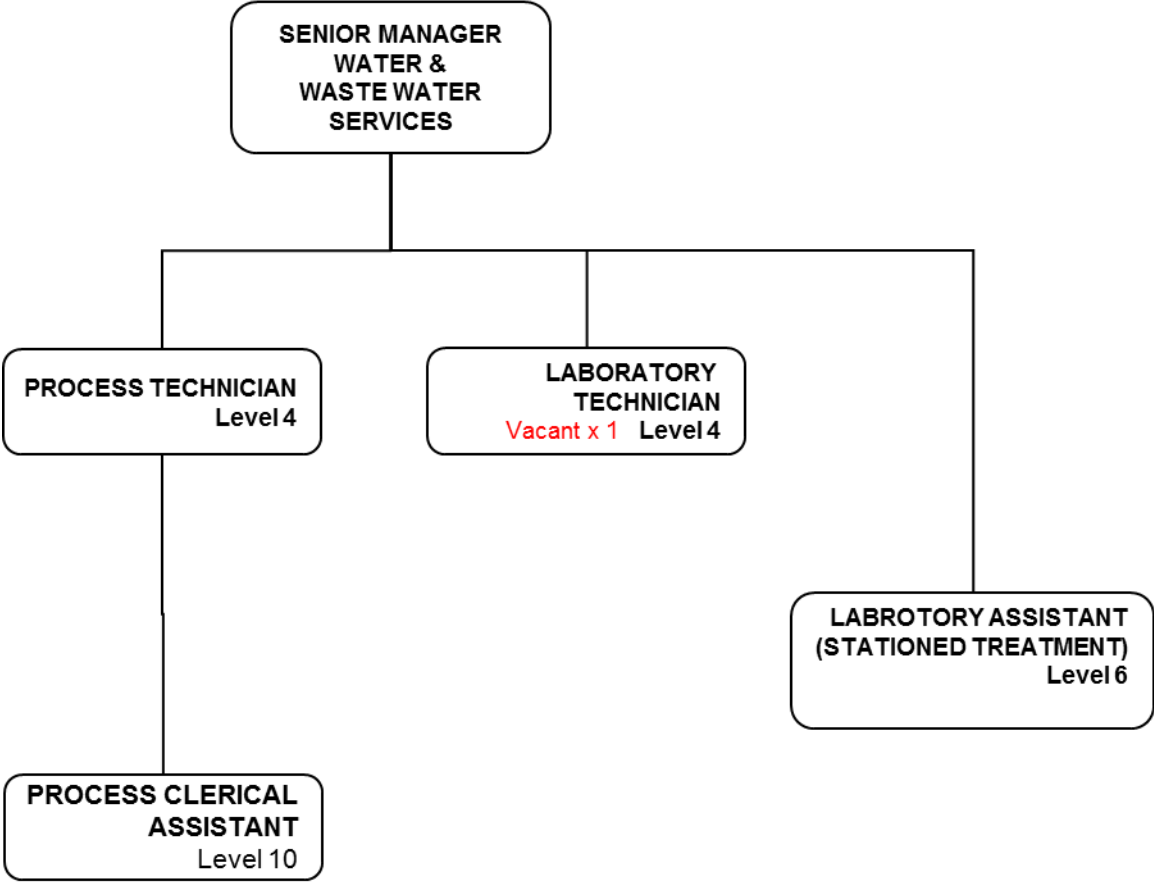 SENIOR MANAGER
WATER &
WASTE WATER
SERVICES
PROCESS TECHNICIAN
Level 4
LABORATORY
TECHNICIAN
Vacant x 1 Level 4
LABROTORY ASSISTANT
(STATIONED TREATMENT)
Level 6
PROCESS CLERICAL
ASSISTANT
Level 10